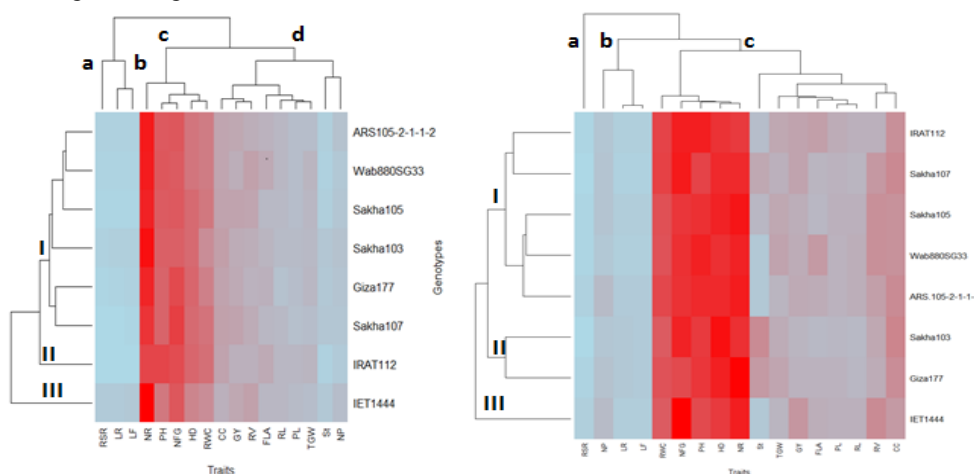 a
b
c
d
I
II
III
ARS105-2-1-1-2
Wab880SG33
Sakha105
Sakha103
Giza177
Sakha107
IRAT112
IET1444
Genotypes
RSR LR LF NR PH NFG HD RWC CC GY RV FLA RL PL TGW St NP
Traits
a
b
c
I
II
III
IRAT112
Sakha107
Sakha105
Wab880SG33
ARS.105-2-1-1-
Sakha103
Giza177
IET1444
RSR NP LR LF RWC NFG PH HD NR St TGW GY FLA PL RL RV CC
Traits